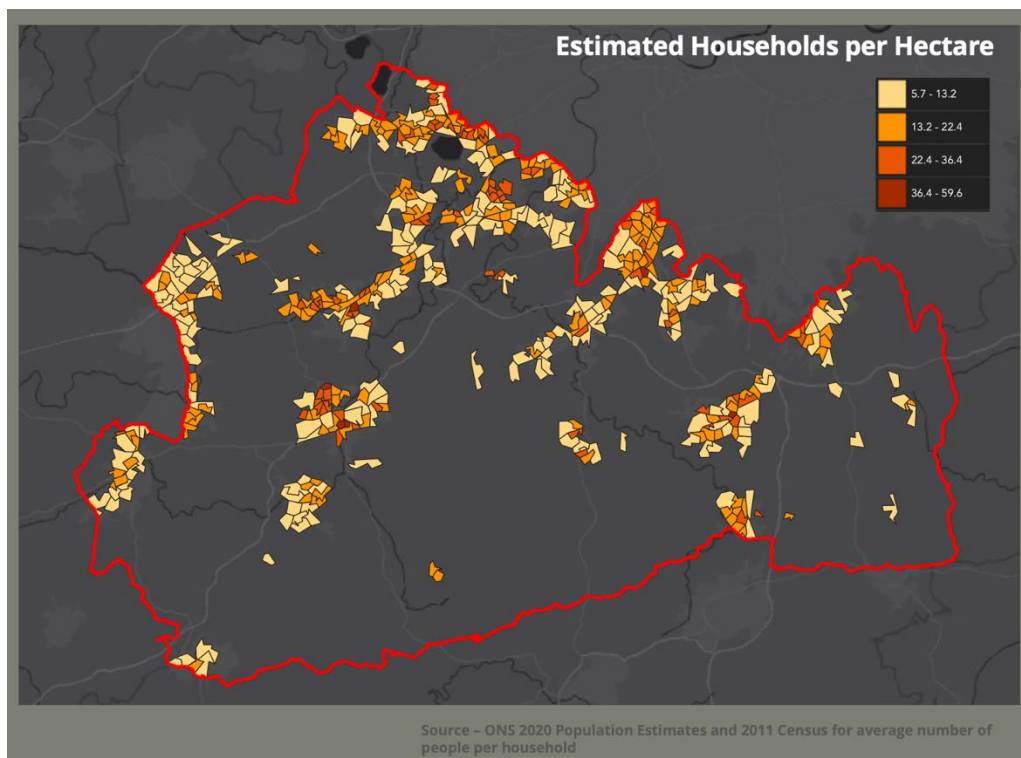 Estimated Households per Hectare
5.7 - 13.2
13.2 - 22.4
22.4 - 36.4
36.4 - 59.6
Source – ONS 2020 Population Estimates and 2011 Census for average number of
people per household